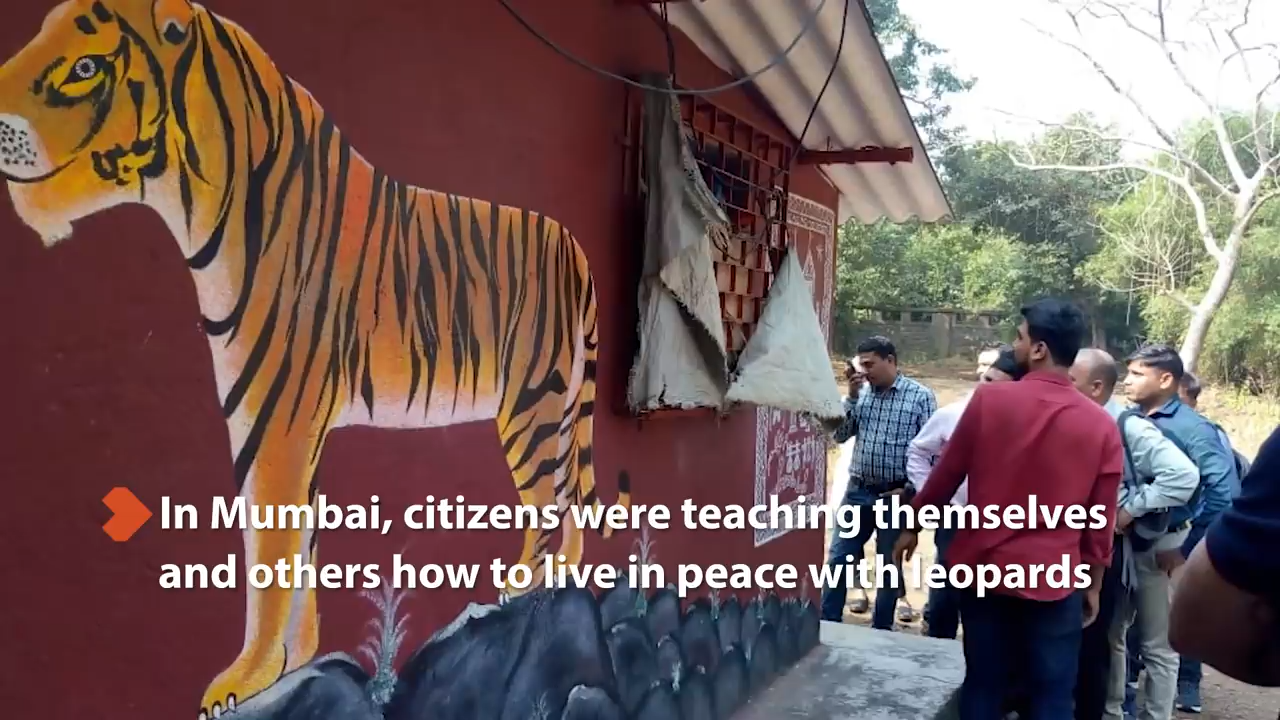 In Mumbai, citizens were teaching themselves
and others how to live in peace with leopards